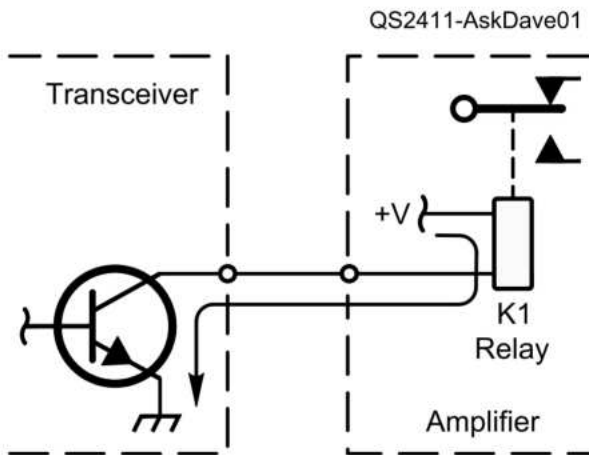 QS2411-AskDave01
Transceiver
+V
K1
Relay
Amplifier